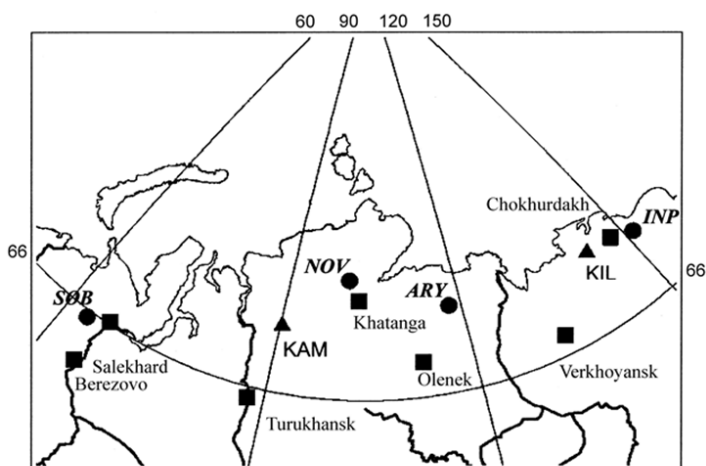 60 90 120 150
Chokhurdakh
INP
66
NOV
KIL
66
SOB
ARY
Khatanga
KAM
Salekhard
Berezovo
Olenek
Verkhoyansk
Turukhansk